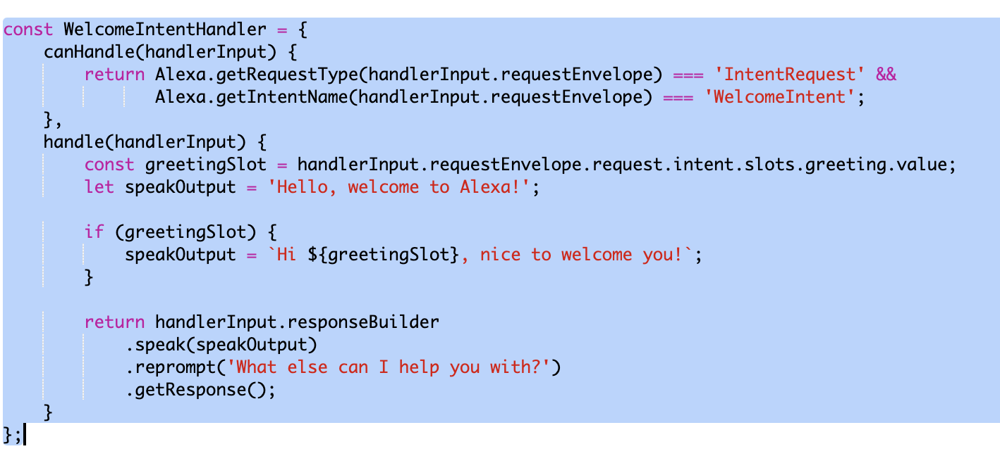 const WelcomeIntentHandler = {
    canHandle(handlerInput) {
        return Alexa.getRequestType(handlerInput.requestEnvelope) === 'IntentRequest' &&
               Alexa.getIntentName(handlerInput.requestEnvelope) === 'WelcomeIntent';
    },
    handle(handlerInput) {
        const greetingSlot = handlerInput.requestEnvelope.request.intent.slots.greeting.value;
        let speakOutput = 'Hello, welcome to Alexa!';

        if (greetingSlot) {
            speakOutput = `Hi ${greetingSlot}, nice to welcome you!`;
        }

        return handlerInput.responseBuilder
            .speak(speakOutput)
            .reprompt('What else can I help you with?')
            .getResponse();
    }
};